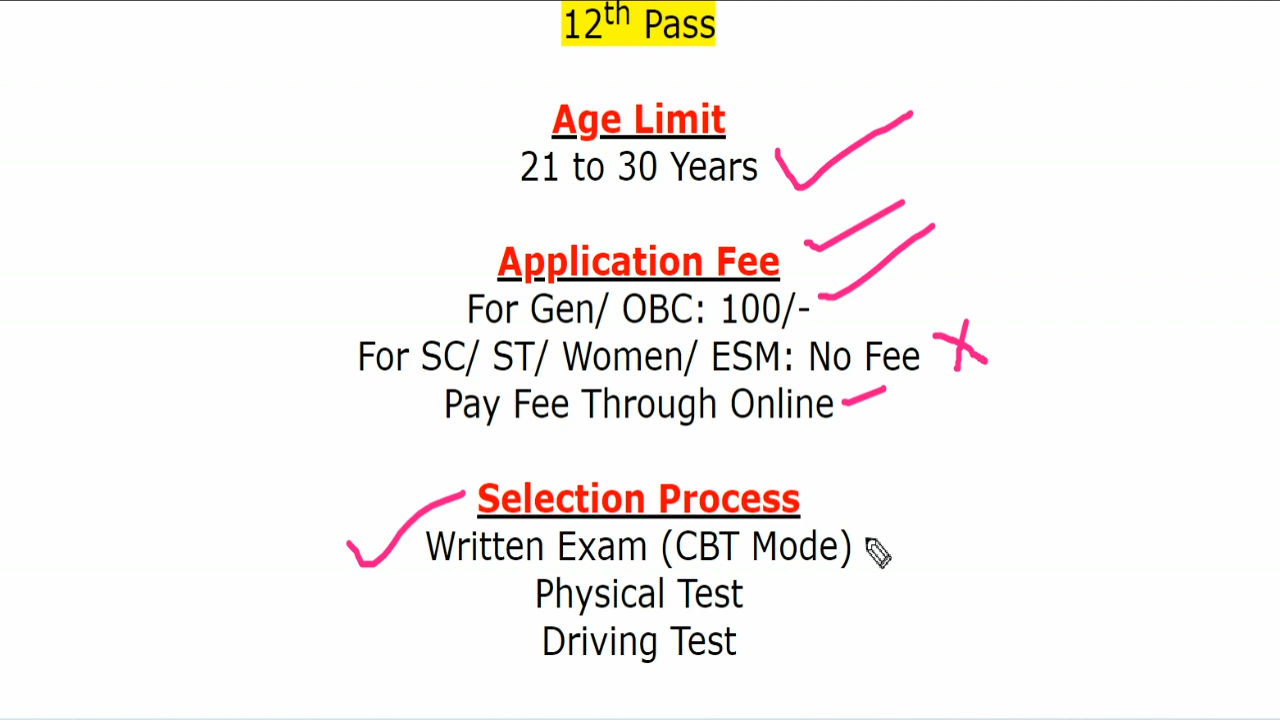 12th Pass
Age Limit
21 to 30 Years
Application Fee
For Gen/ OBC: 100/-
For SC/ ST/ Women/ ESM: No Fee
Pay Fee Through Online
Selection Process
Written Exam (CBT Mode)
Physical Test
Driving Test